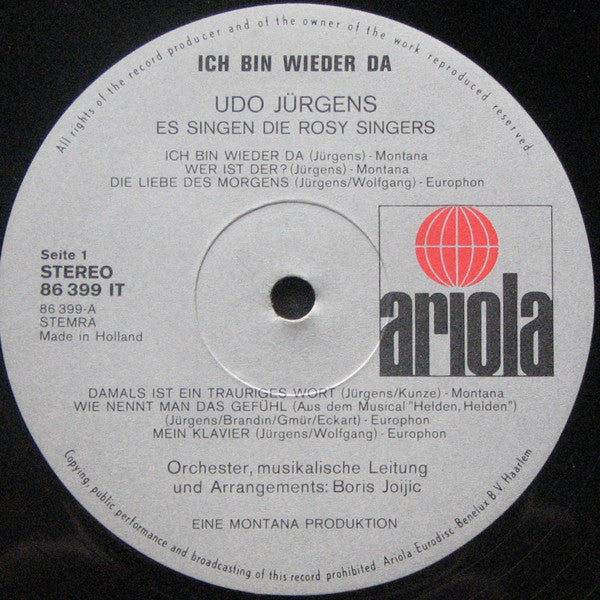 All rights of the record producer and of the owner of the work reproduced reserved.
ICH BIN WIEDER DA
UDO JÜRGENS
ES SINGEN DIE ROSY SINGERS
ICH BIN WIEDER DA (Jürgens) - Montana
WER IST DER? (Jürgens) - Montana
DIE LIEBE DES MORGENS (Jürgens/Wolfgang) - Europhon
Seite 1
STEREO
86 399 IT
86 399-A
STEMRA
Made in Holland
ariola
DAMALS IST EIN TRAURIGES WORT (Jürgens/Kunze) - Montana
WIE NENNT MAN DAS GEFÜHL (Aus dem Musical "Helden, Helden")
(Jürgens/Brandin/Gmür/Eckart) - Europhon
MEIN KLAVIER (Jürgens/Wolfgang) - Europhon
Orchester, musikalische Leitung
und Arrangements: Boris Joijic
EINE MONTANA PRODUKTION
Copying, public performance and broadcasting of this record prohibited. Ariola-Eurodisc Benelux B V Haarlem